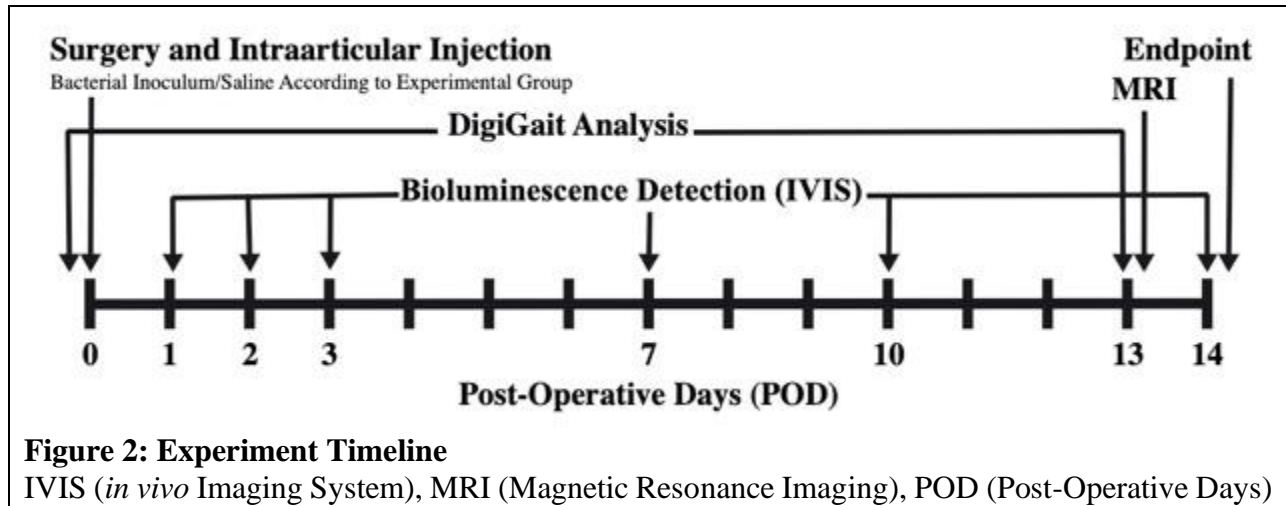 Surgery and Intraarticular Injection
Bacterial Inoculum/Saline According to Experimental Group
Endpoint
MRI
DigiGait Analysis
Bioluminescence Detection (IVIS)
0 1 2 3 7 10 13 14
Post-Operative Days (POD)
Figure 2: Experiment Timeline
IVIS (in vivo Imaging System), MRI (Magnetic Resonance Imaging), POD (Post-Operative Days)